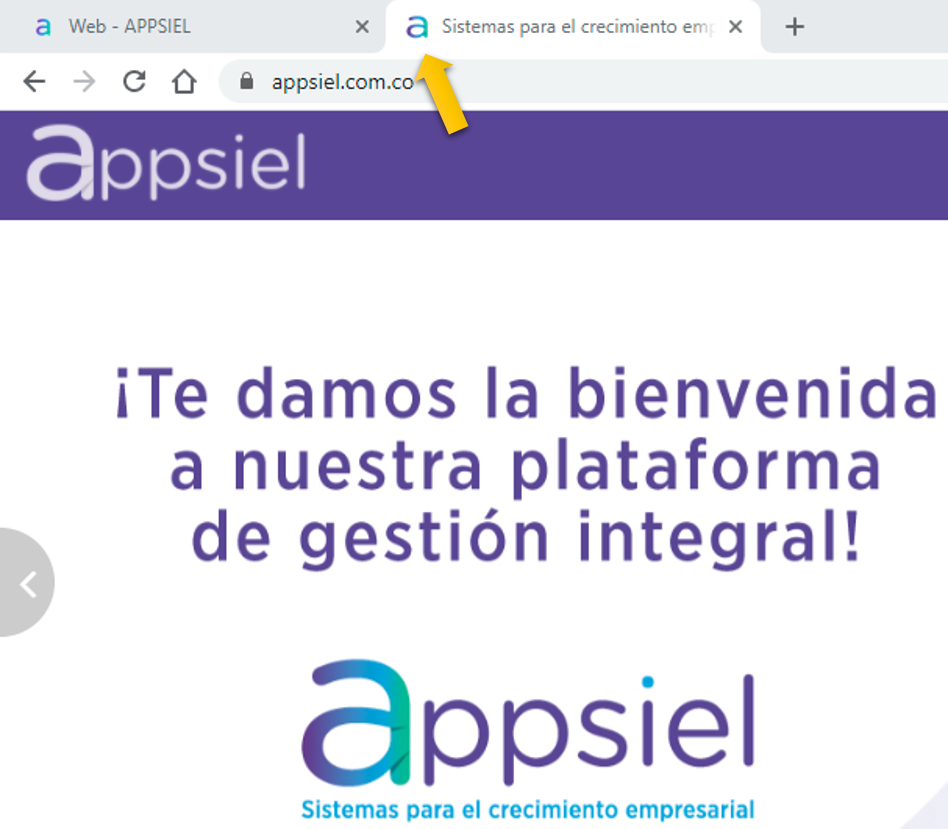 Web - APPSIEL
Sistemas para el crecimiento emp
appsiel.com.co
appsiel
¡Te damos la bienvenida
a nuestra plataforma
de gestión integral!
appsiel
Sistemas para el crecimiento empresarial